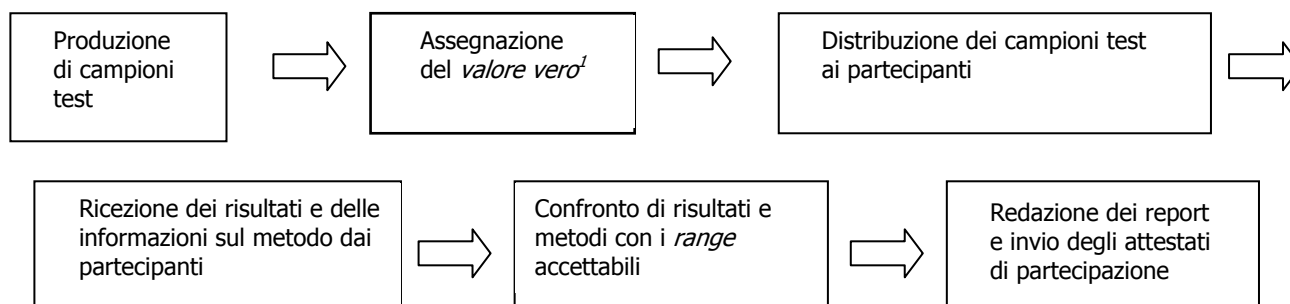 Produzione
di campioni
test
Assegnazione
del valore vero1
Distribuzione dei campioni test
ai partecipanti
Ricezione dei risultati e delle
informazioni sul metodo dai
partecipanti
Confronto di risultati e
metodi con i range
accettabili
Redazione dei report
e invio degli attestati
di partecipazione